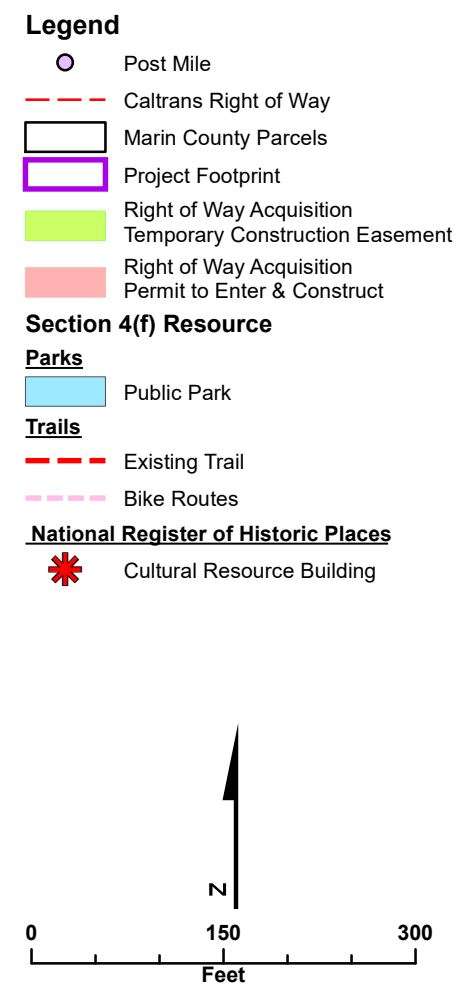 Legend
Post Mile
Caltrans Right of Way
Marin County Parcels
Project Footprint
Right of Way Acquisition
Temporary Construction Easement
Right of Way Acquisition
Permit to Enter & Construct
Section 4(f) Resource
Parks
Public Park
Trails
Existing Trail
Bike Routes
National Register of Historic Places
Cultural Resource Building
N
0 150 300
Feet